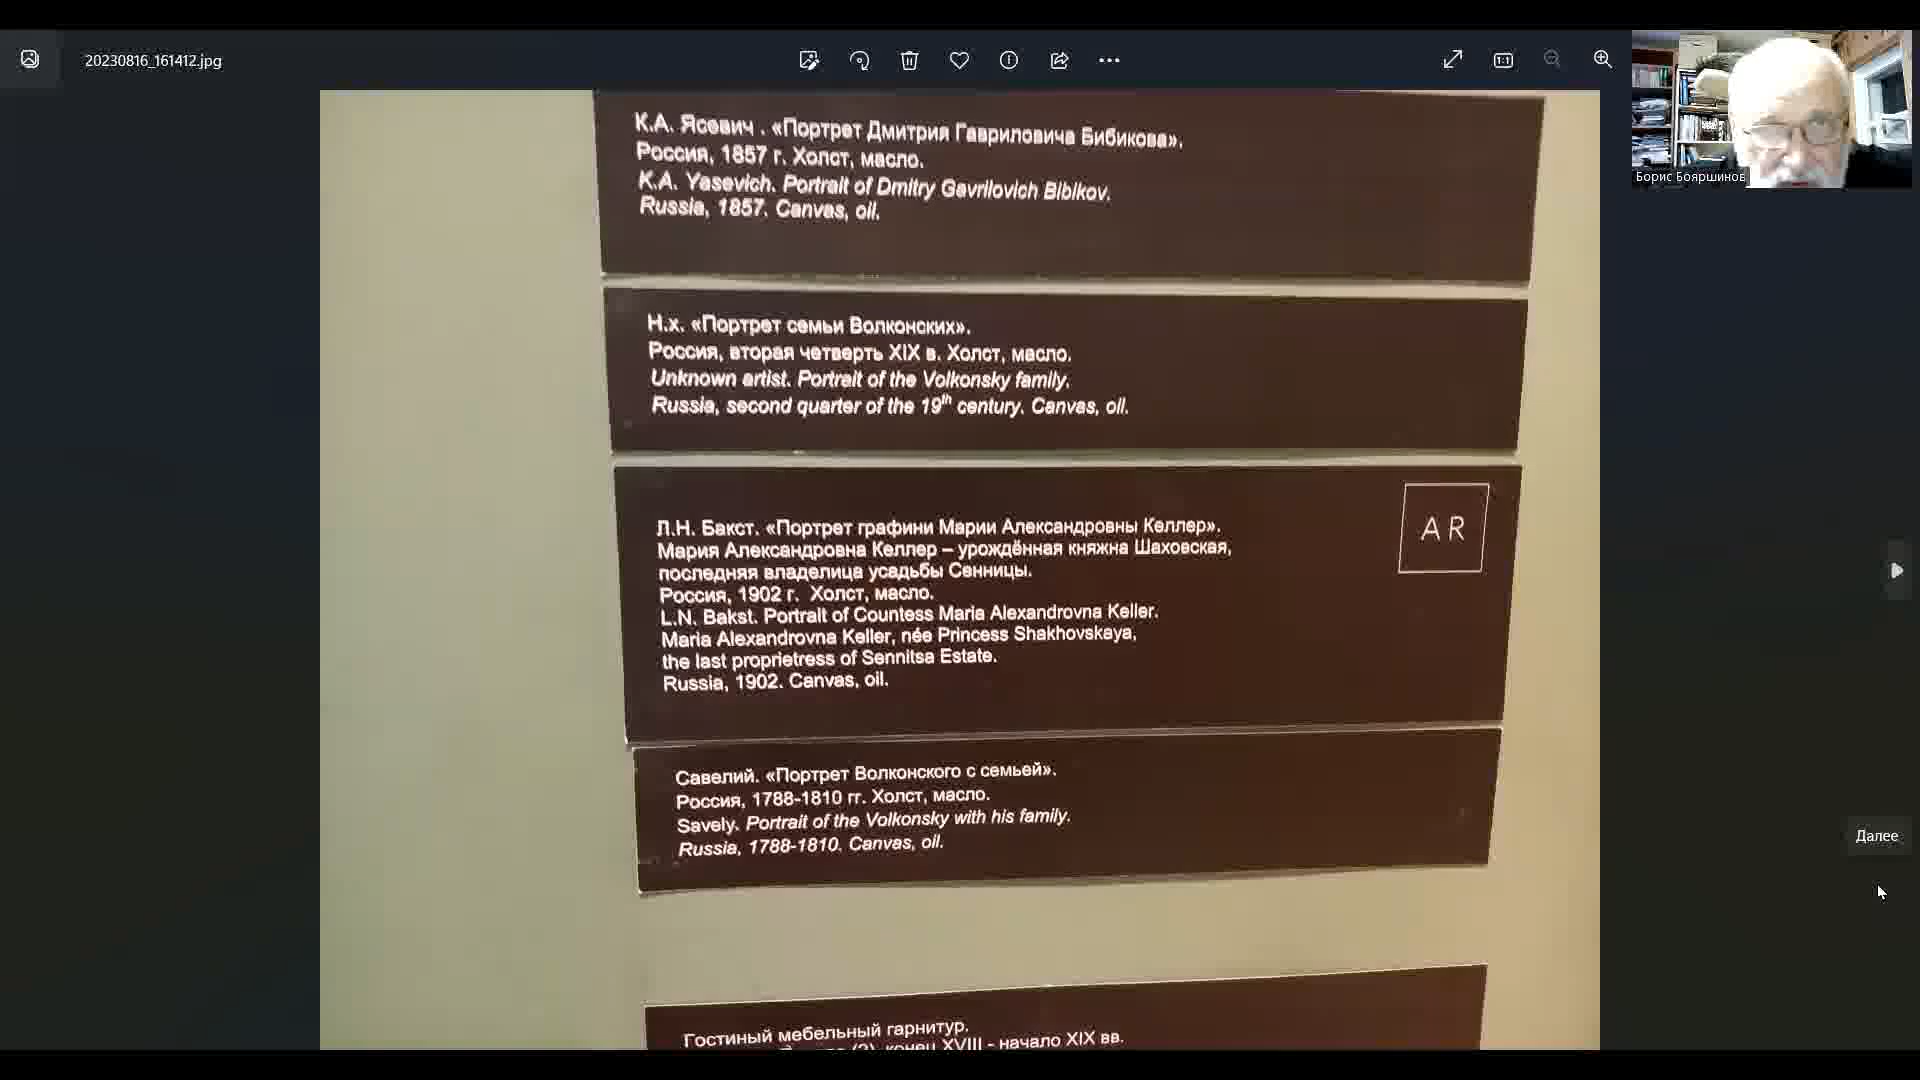 20230816_161412.jpg
Борис Бояршинов
К.А. Ясевич . «Портрет Дмитрия Гавриловича Бибикова».
Россия, 1857 г. Холст, масло.
K.A. Yasevich. Portrait of Dmitry Gavrilovich Bibikov.
Russia, 1857. Canvas, oil.
Н.х. «Портрет семьи Волконских».
Россия, вторая четверть XIX в. Холст, масло.
Unknown artist. Portrait of the Volkonsky family.
Russia, second quarter of the 19th century. Canvas, oil.
AR
Л.Н. Бакст. «Портрет графини Марии Александровны Келлер».
Мария Александровна Келлер – урождённая княжна Шаховская,
последняя владелица усадьбы Сенницы.
Россия, 1902 г. Холст, масло.
L.N. Bakst. Portrait of Countess Maria Alexandrovna Keller.
Maria Alexandrovna Keller, née Princess Shakhovskaya,
the last proprietress of Sennitsa Estate.
Russia, 1902. Canvas, oil.
Савелий. «Портрет Волконского с семьей».
Россия, 1788-1810 гг. Холст, масло.
Savely. Portrait of the Volkonsky with his family.
Russia, 1788-1810. Canvas, oil.
Далее
Гостиный мебельный гарнитур.
(?), конец XVIII - начало XIX вв.